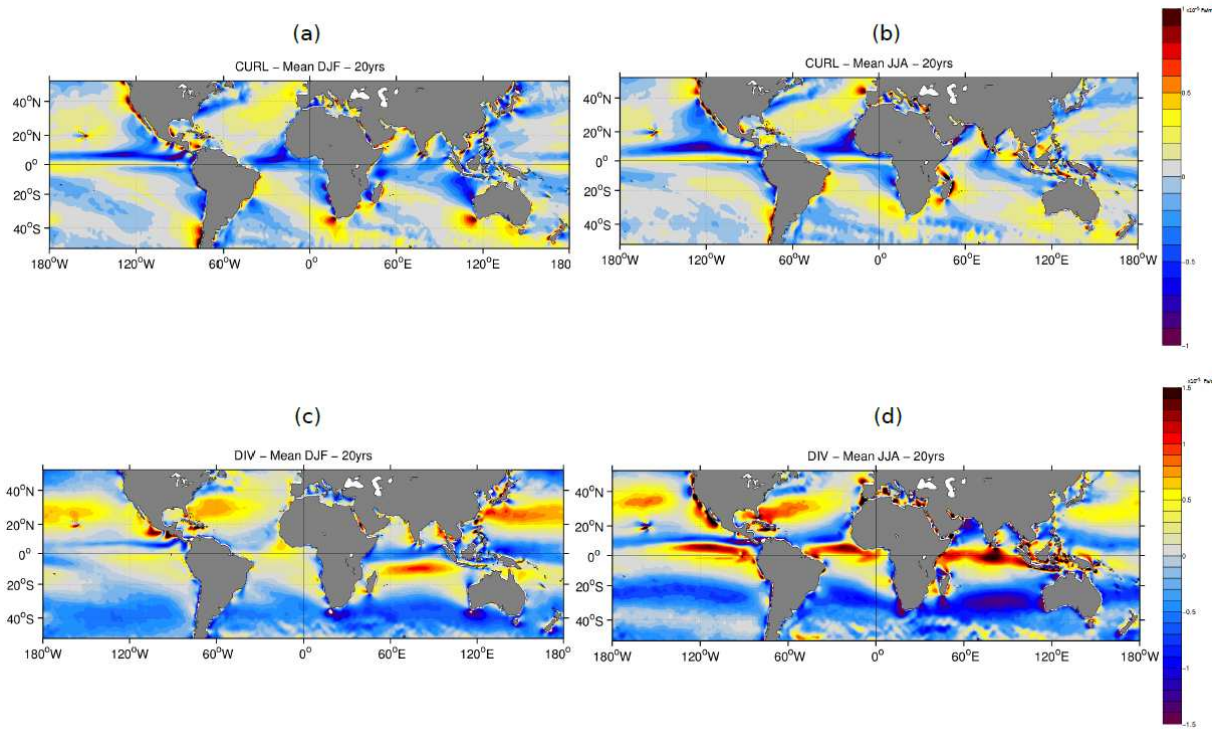 (a)
CURL − Mean DJF − 20yrs
40°N
20°N
0°
20°S
40°S
180°W 120°W 60°W 0° 60°E 120°E 180
(b)
CURL − Mean JJA − 20yrs
40°N
20°N
0°
20°S
40°S
180°W 120°W 60°W 0° 60°E 120°E 180°W
1
0.5
0
-0.5
-1
(c)
DIV − Mean DJF − 20yrs
40°N
20°N
0°
20°S
40°S
180°W 120°W 60°W 0° 60°E 120°E 180°
(d)
DIV − Mean JJA − 20yrs
40°N
20°N
0°
20°S
40°S
180°W 120°W 60°W 0° 60°E 120°E 180°W
1.5
1
0.5
0
-0.5
-1
-1.5